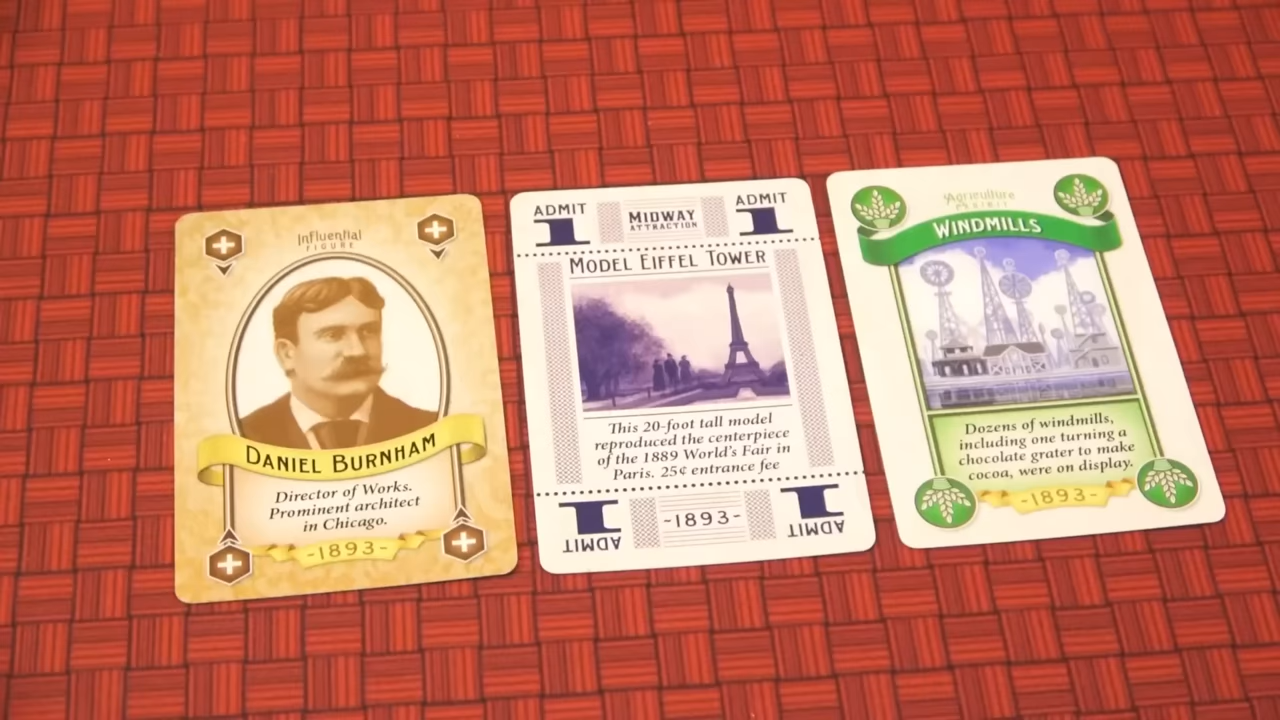 Influential
FIGURE
DANIEL BURNHAM
Director of Works.
Prominent architect
in Chicago.
-1893-
ADMIT
1
MIDWAY
ATTRACTION
ADMIT
1
MODEL EIFFEL TOWER
This 20-foot tall model
reproduced the centerpiece
of the 1889 World's Fair in
Paris. 25¢ entrance fee
1
ADMIT
-1893-
1
ADMIT
Agriculture
EXHIBIT
WINDMILLS
Dozens of windmills,
including one turning a
chocolate grater to make
cocoa, were on display.
-1893-